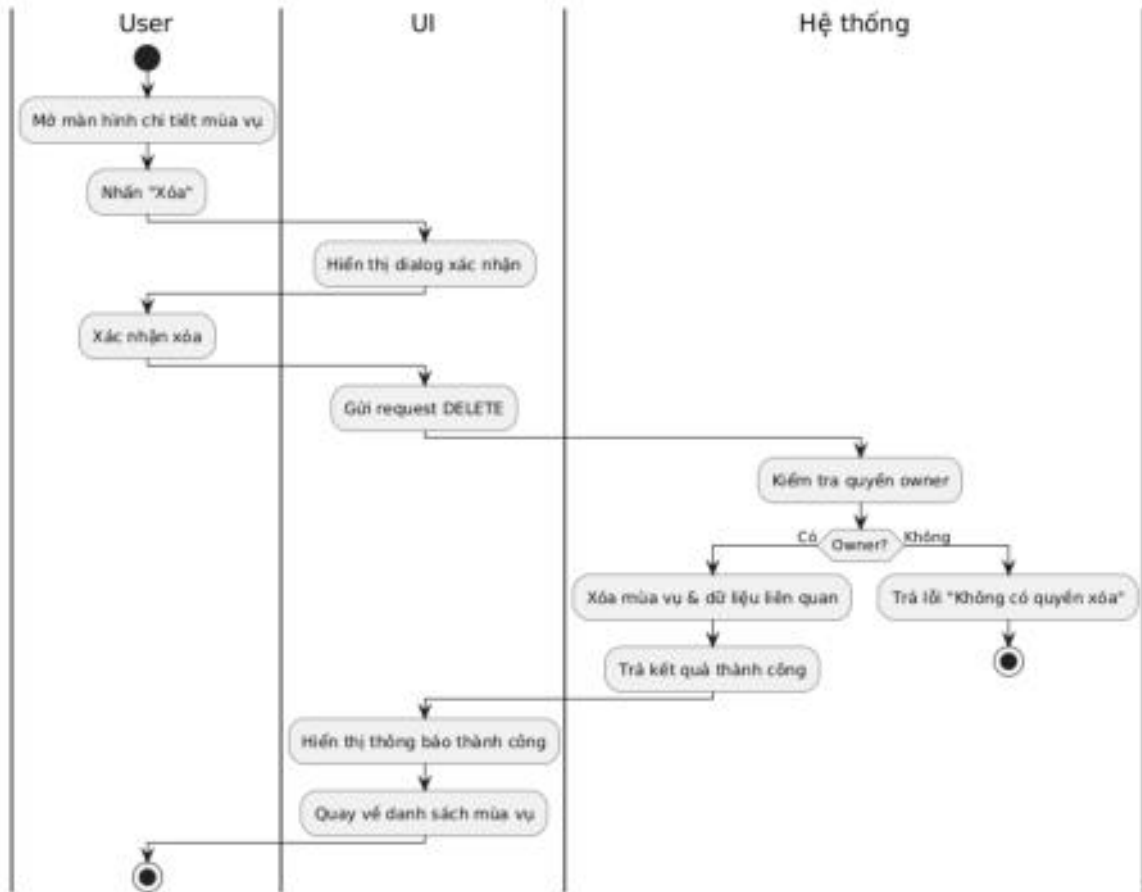 User
UI
Hệ thống
Mở màn hình chi tiết mùa vụ
Nhấn "Xóa"
Hiển thị dialog xác nhận
Xác nhận xóa
Gửi request DELETE
Kiểm tra quyền owner
Có
Owner?
Không
Xóa mùa vụ & dữ liệu liên quan
Trả lỗi "Không có quyền xóa"
Trả kết quả thành công
Hiển thị thông báo thành công
Quay về danh sách mùa vụ